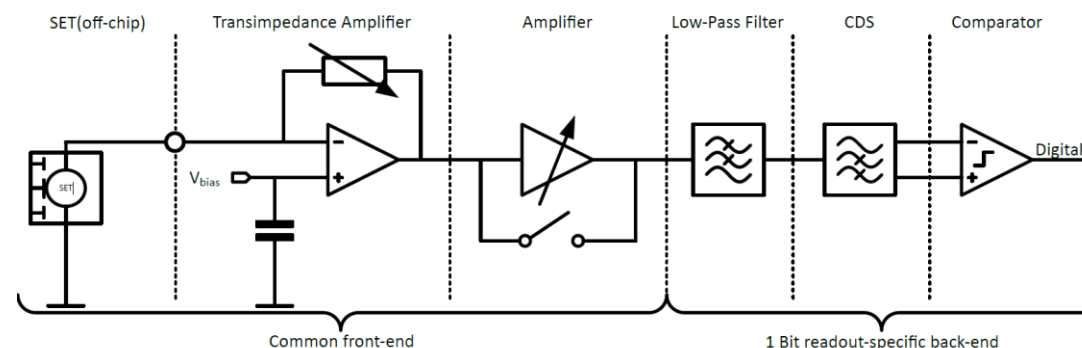 SET(off-chip)
Transimpedance Amplifier
Amplifier
Low-Pass Filter
CDS
Comparator
SET
Vbias
Digital
Common front-end
1 Bit readout-specific back-end